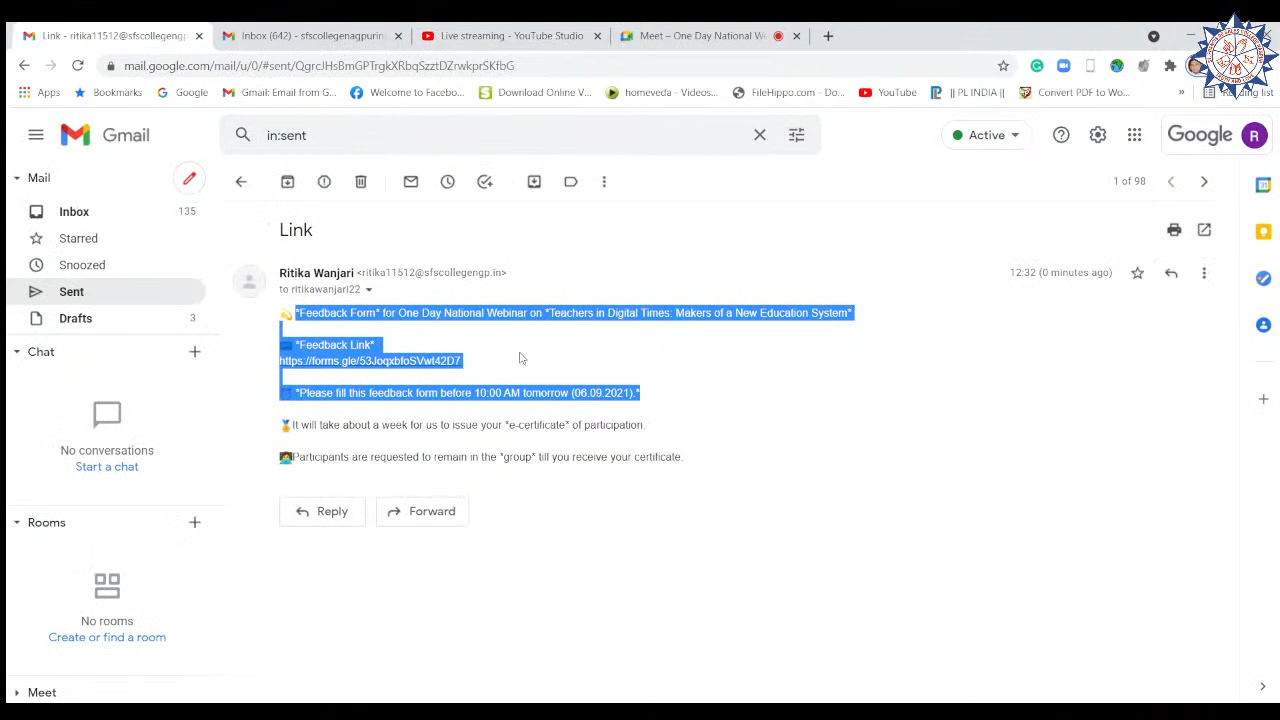 Link - ritika11512@sfscollegengp
Inbox (642) - sfscollegenagpurin
Live streaming - YouTube Studio
Meet – One Day National We
mail.google.com/mail/u/0/#sent/QgrcJHsBmGPTrgkXRbqSzztDZrwkprSKfbG
Apps
Bookmarks
Google
Gmail: Email from G...
Welcome to Facebo...
Download Online V...
homeveda - Videos...
FileHippo.com - Do...
YouTube
|| PL INDIA ||
Convert PDF to Wo...
»
Reading list
Gmail
in:sent
Active
Google
R
Mail
1 of 98
Inbox 135
Starred
Snoozed
Sent
Drafts 3
Chat
No conversations
Start a chat
Rooms
No rooms
Create or find a room
Meet
Link
Ritika Wanjari <ritika11512@sfscollegengp.in>
12:32 (0 minutes ago)
to ritikawanjari22
💫*Feedback Form* for One Day National Webinar on *Teachers in Digital Times: Makers of a New Education System*
*Feedback Link*
https://forms.gle/53JoqxbfoSVwt42D7
*Please fill this feedback form before 10:00 AM tomorrow (06.09.2021).*
🏅It will take about a week for us to issue your *e-certificate* of participation.
Participants are requested to remain in the *group* till you receive your certificate.
Reply
Forward
31